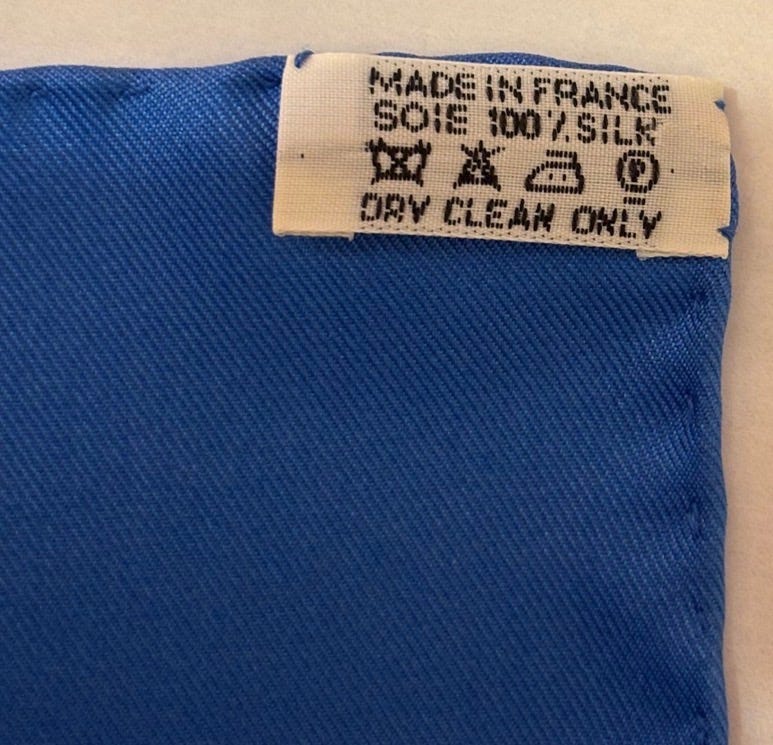 MADE IN FRANCE
SOIE 100% SILK
P
DRY CLEAN ONLY